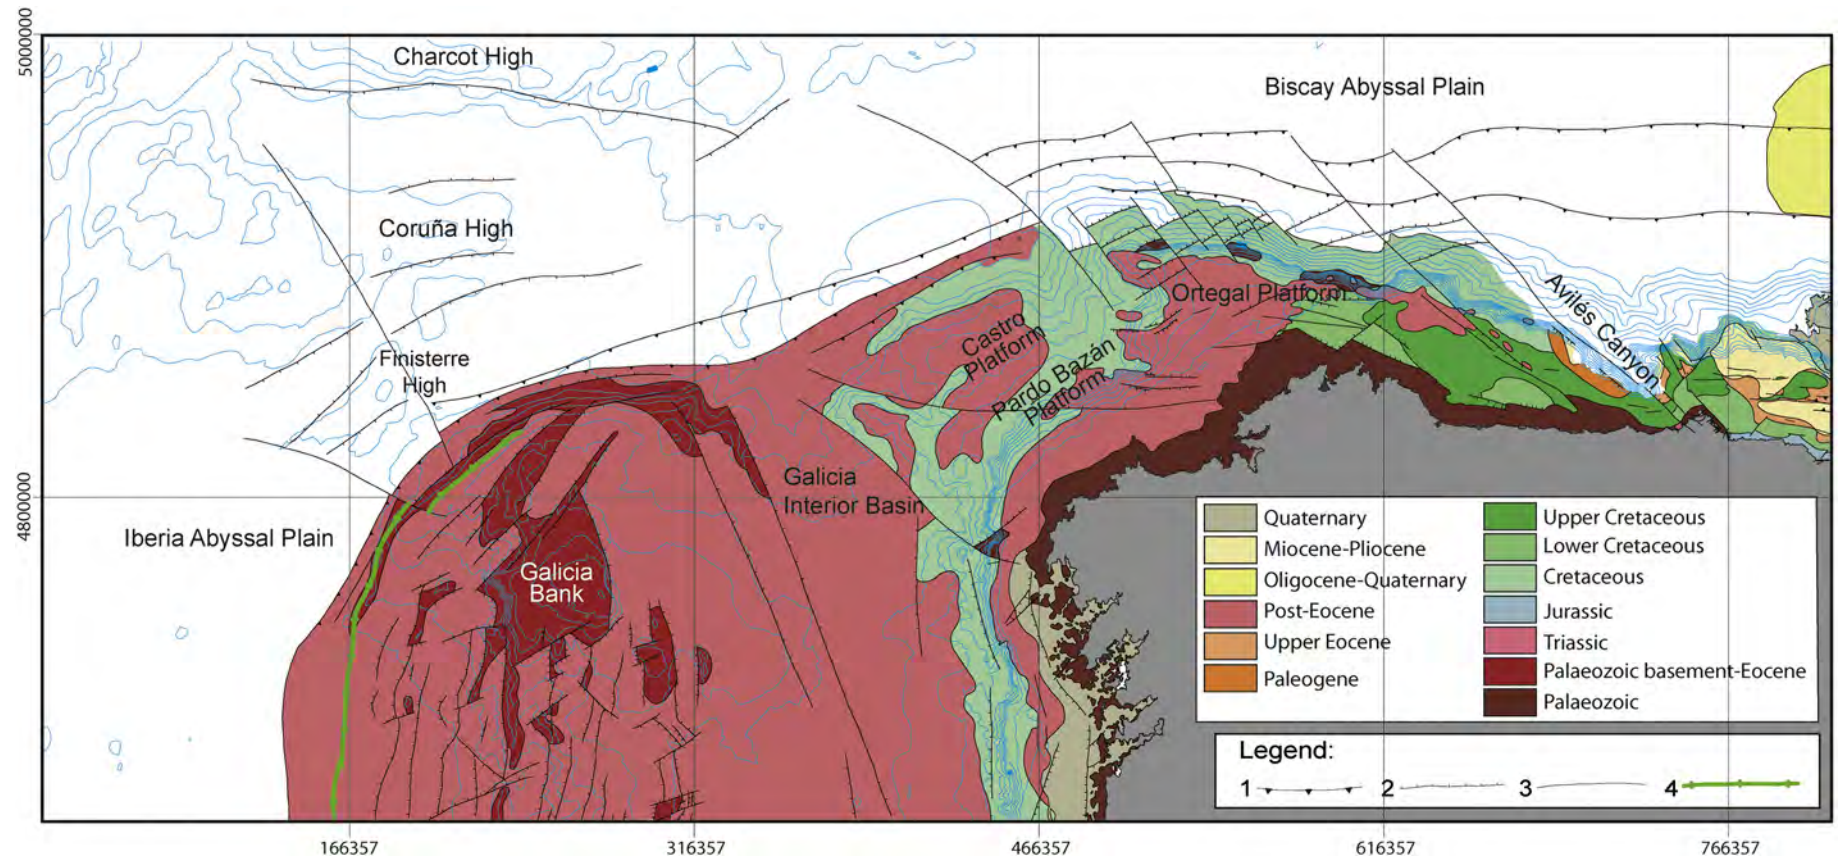 5000000
Charcot High
Biscay Abyssal Plain
Coruña High
Ortegal Platform
Avilés Canyon
Castro
Platform
Finisterre
High
Pardo Bazán
Platform
Galicia
Interior Basin
4800000
Iberia Abyssal Plain
Galicia
Bank
Quaternary
Miocene-Pliocene
Oligocene-Quaternary
Post-Eocene
Upper Eocene
Paleogene
Upper Cretaceous
Lower Cretaceous
Cretaceous
Jurassic
Triassic
Palaeozoic basement-Eocene
Palaeozoic
Legend:
1 2 3 4
166357 316357 466357 616357 766357